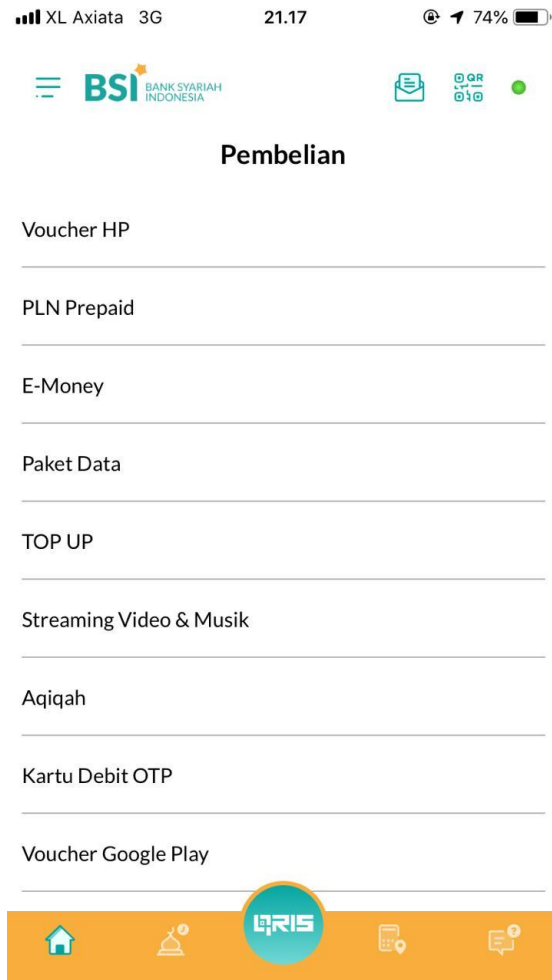 XL Axiata 3G 21.17 74%
BSI BANK SYARIAH
INDONESIA
QR
Pembelian
Voucher HP
PLN Prepaid
E-Money
Paket Data
TOP UP
Streaming Video & Musik
Aqiqah
Kartu Debit OTP
Voucher Google Play
QRIS